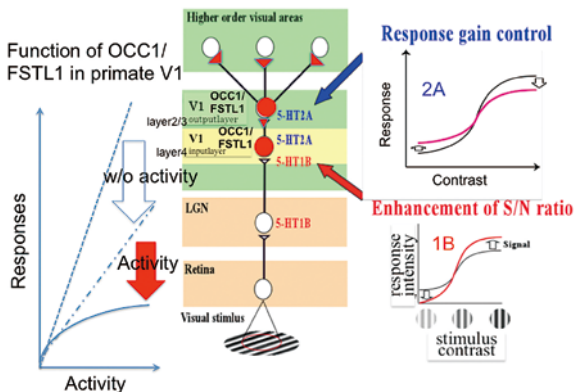 Function of OCC1/
FSTL1 in primate V1
Responses
w/o activity
Activity
Activity
Higher order visual areas
OCC1/
FSTL1
V1
5-HT2A
layer2/3
outputlayer
OCC1/
FSTL1
V1
5-HT2A
layer4
inputlayer
5-HT1B
LGN
5-HT1B
Retina
Visual stimlus
Response gain control
2A
Response
Contrast
Enhancement of S/N ratio
1B
Signal
response
intensity
stimulus
contrast